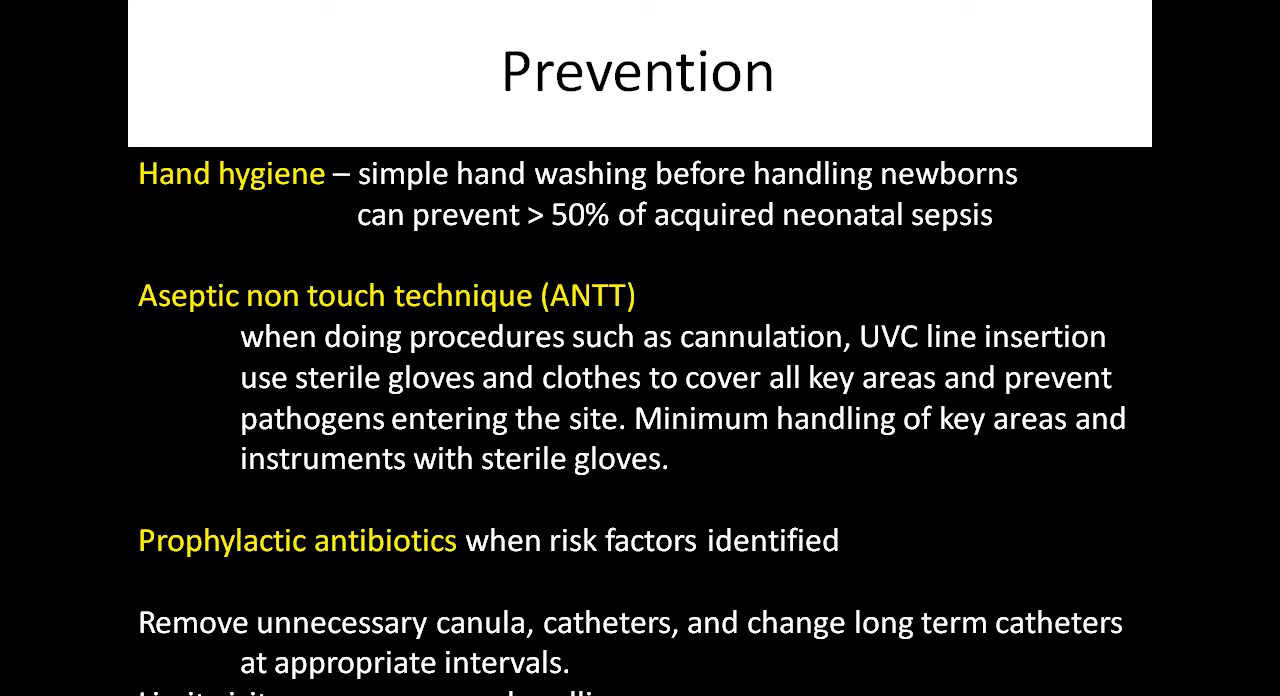 Prevention
Hand hygiene – simple hand washing before handling newborns
can prevent > 50% of acquired neonatal sepsis
Aseptic non touch technique (ANTT)
when doing procedures such as cannulation, UVC line insertion
use sterile gloves and clothes to cover all key areas and prevent
pathogens entering the site. Minimum handling of key areas and
instruments with sterile gloves.
Prophylactic antibiotics when risk factors identified
Remove unnecessary canula, catheters, and change long term catheters
at appropriate intervals.